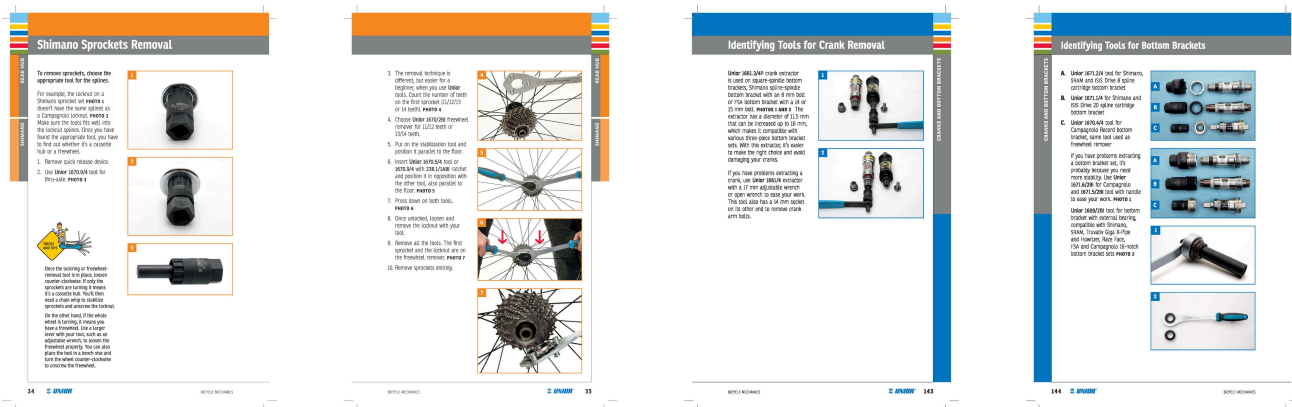 Shimano Sprockets Removal
REAR HUB
SHIMANO
To remove sprockets, choose the
appropriate tool for the splines.
For example, the locknut on a
Shimano sprocket set PHOTO 1
doesn't have the same splines as
a Campagnolo locknut. PHOTO 2
Make sure the tools fits well into
the locknut splines. Once you have
found the appropriate tool, you have
to find out whether it's a cassette
hub or a freewheel.
1. Remove quick release device.
2. Use Unior 1670.9/4 tool for
thru-axle. PHOTO 3
1
2
3
TRICKS
AND TIPS
Once the lockring or freewheel-
removal tool is in place, loosen
counter-clockwise. If only the
sprockets are turning it means
it's a cassette hub. You'll then
need a chain whip to stabilize
sprockets and unscrew the locknut.
On the other hand, if the whole
wheel is turning, it means you
have a freewheel. Use a larger
lever with your tool, such as an
adjustable wrench, to loosen the
freewheel properly. You can also
place the tool in a bench vise and
turn the wheel counter-clockwise
to unscrew the freewheel.
34 UNIOR
BICYCLE MECHANICS
REAR HUB
SHIMANO
3. The removal technique is
different, but easier for a
beginner, when you use Unior
tools. Count the number of teeth
on the first sprocket (11/12/13
or 14 teeth). PHOTO 4
4. Choose Unior 1670/2BI freewheel
remover for 11/12 teeth or
13/14 teeth.
5. Put on the stabilization tool and
position it parallel to the floor.
6. Insert Unior 1670.5/4 tool or
1670.8/4 with 238.1/1ABI ratchet
and position it in opposition with
the other tool, also parallel to
the floor. PHOTO 5
7. Press down on both tools.
PHOTO 6
8. Once unlocked, loosen and
remove the locknut with your
tool.
9. Remove all the tools. The first
sprocket and the locknut are on
the freewheel remover. PHOTO 7
10. Remove sprockets entirely.
4
5
6
7
BICYCLE MECHANICS
UNIOR 35
Identifying Tools for Crank Removal
CRANKS AND BOTTOM BRACKETS
Unior 1661.3/4P crank extractor
is used on square-spindle bottom
brackets, Shimano spline-spindle
bottom bracket with an 8 mm bolt
or FSA bottom bracket with a 14 or
15 mm bolt. PHOTOS 1 AND 2 The
extractor has a diameter of 11.5 mm
that can be increased up to 16 mm,
which makes it compatible with
various three-piece bottom bracket
sets. With this extractor, it's easier
to make the right choice and avoid
damaging your cranks.
If you have problems extracting a
crank, use Unior 1661/4 extractor
with a 17 mm adjustable wrench
or open wrench to ease your work.
This tool also has a 14 mm socket
on its other end to remove crank
arm bolts.
1
2
BICYCLE MECHANICS
UNIOR 143
Identifying Tools for Bottom Brackets
CRANKS AND BOTTOM BRACKETS
A. Unior 1671.2/4 tool for Shimano,
SRAM and ISIS Drive 8 spline
cartridge bottom bracket
B. Unior 1671.1/4 for Shimano and
ISIS Drive 20 spline cartridge
bottom bracket
C. Unior 1670.4/4 tool for
Campagnolo Record bottom
bracket, same tool used as
freewheel remover
If you have problems extracting
a bottom bracket set, it's
probably because you need
more stability. Use Unior
1671.6/2BI for Campagnolo
and 1671.5/2BI tool with handle
to ease your work. PHOTO 1
Unior 1609/2BI tool for bottom
bracket with external bearing,
compatible with Shimano,
SRAM, Truvativ Giga X-Pipe
and Howitzer, Race Face,
FSA and Campagnolo 16-notch
bottom bracket sets PHOTO 2
A
B
C
A
B
C
1
2
144 UNIOR
BICYCLE MECHANICS